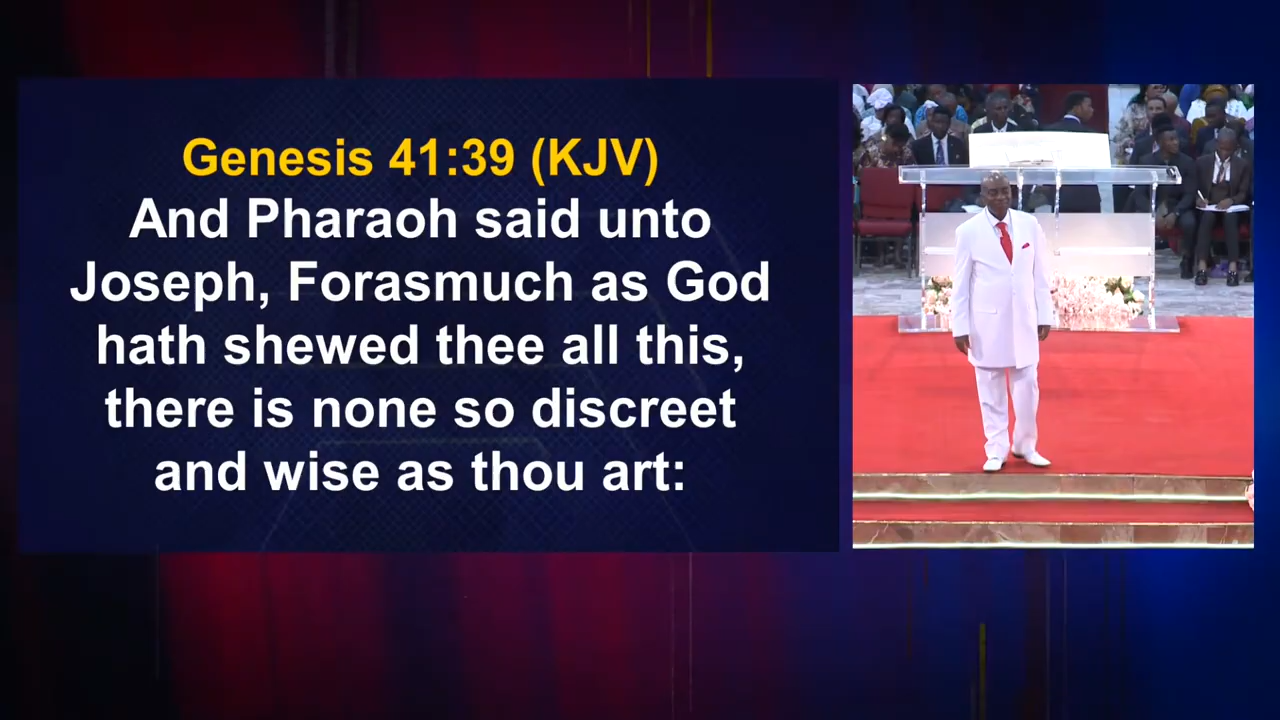 Genesis 41:39 (KJV)
And Pharaoh said unto
Joseph, Forasmuch as God
hath shewed thee all this,
there is none so discreet
and wise as thou art: